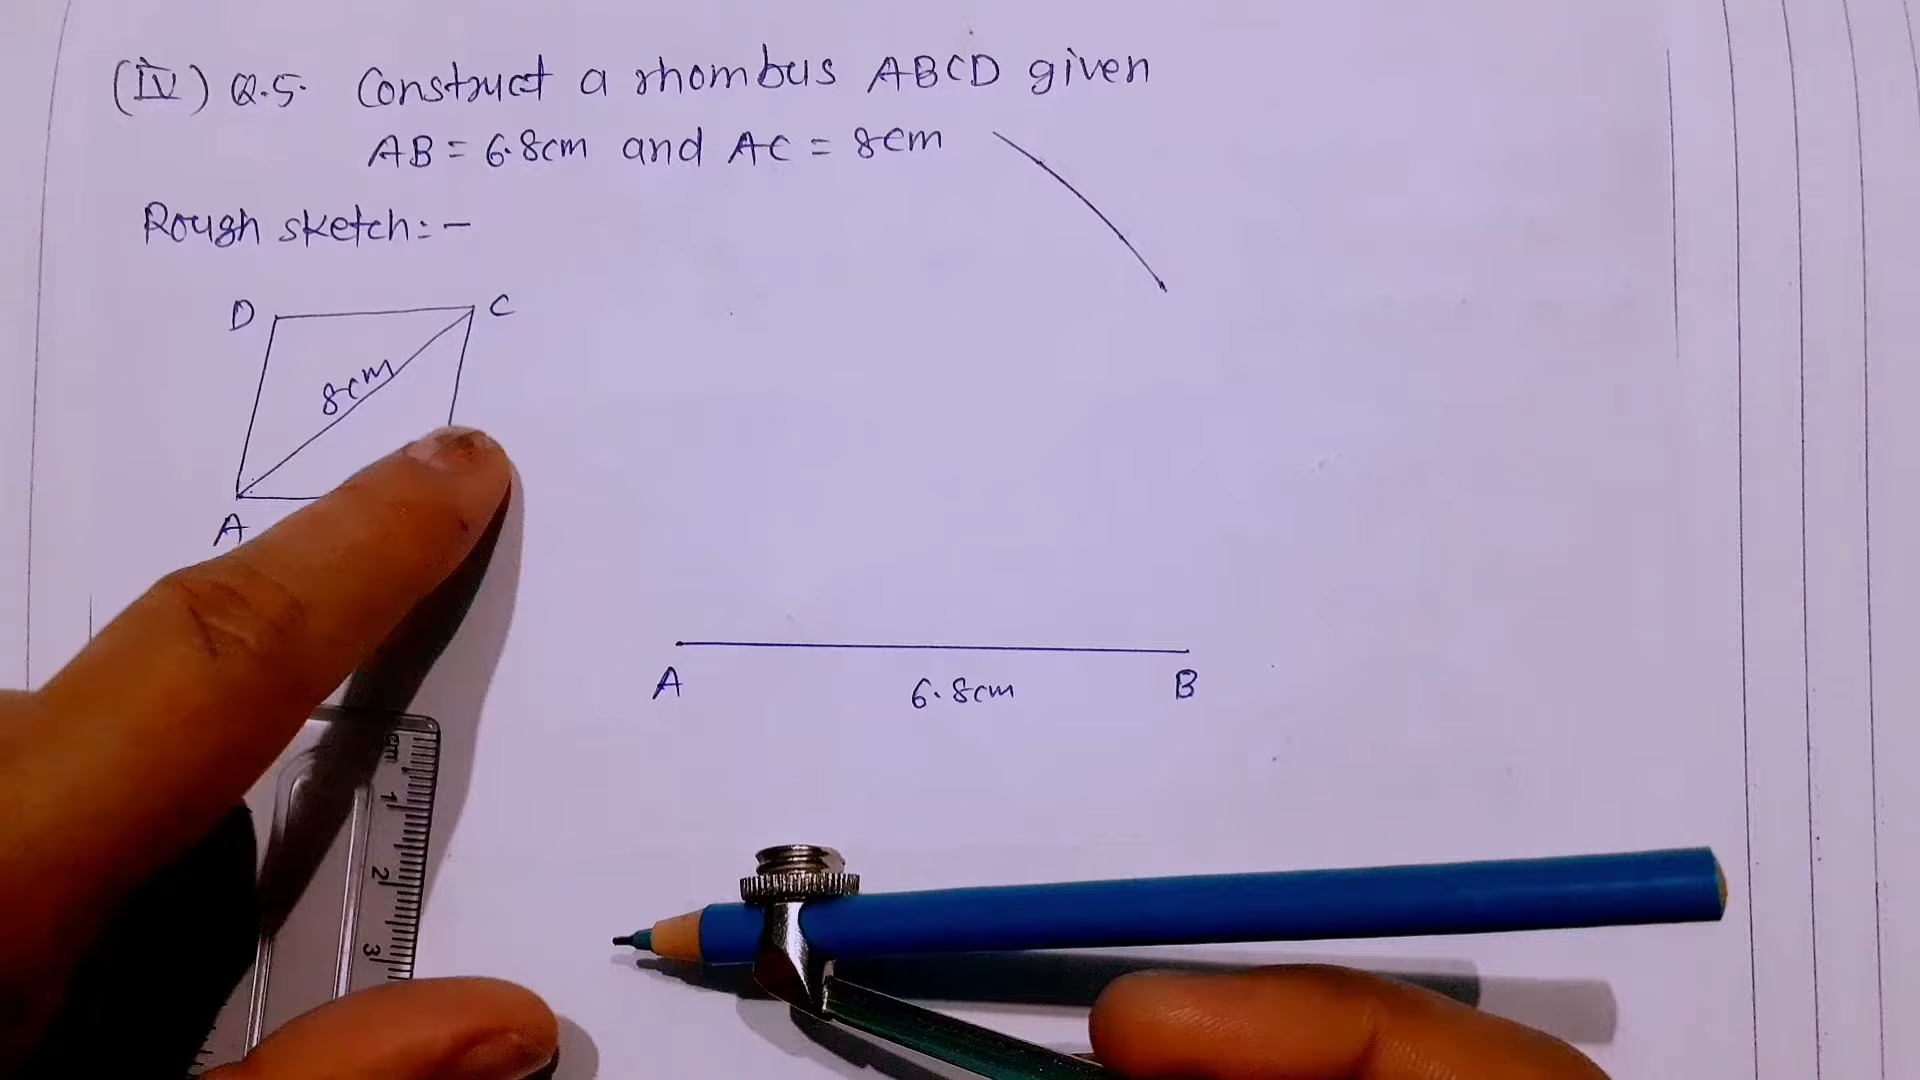 (IV) Q.5. Construct a rhombus ABCD given
AB = 6.8cm and AC = 8cm
Rough sketch:-
D C
8cm
A
A B
6.8cm
cm
1
2
3